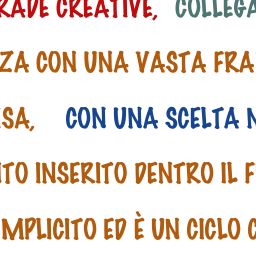 RADE CREATIVE, COLLEGA
ZA CON UNA VASTA FRA
SA, CON UNA SCELTA N
TO INSERITO DENTRO IL F
MPLICITO ED È UN CICLO C